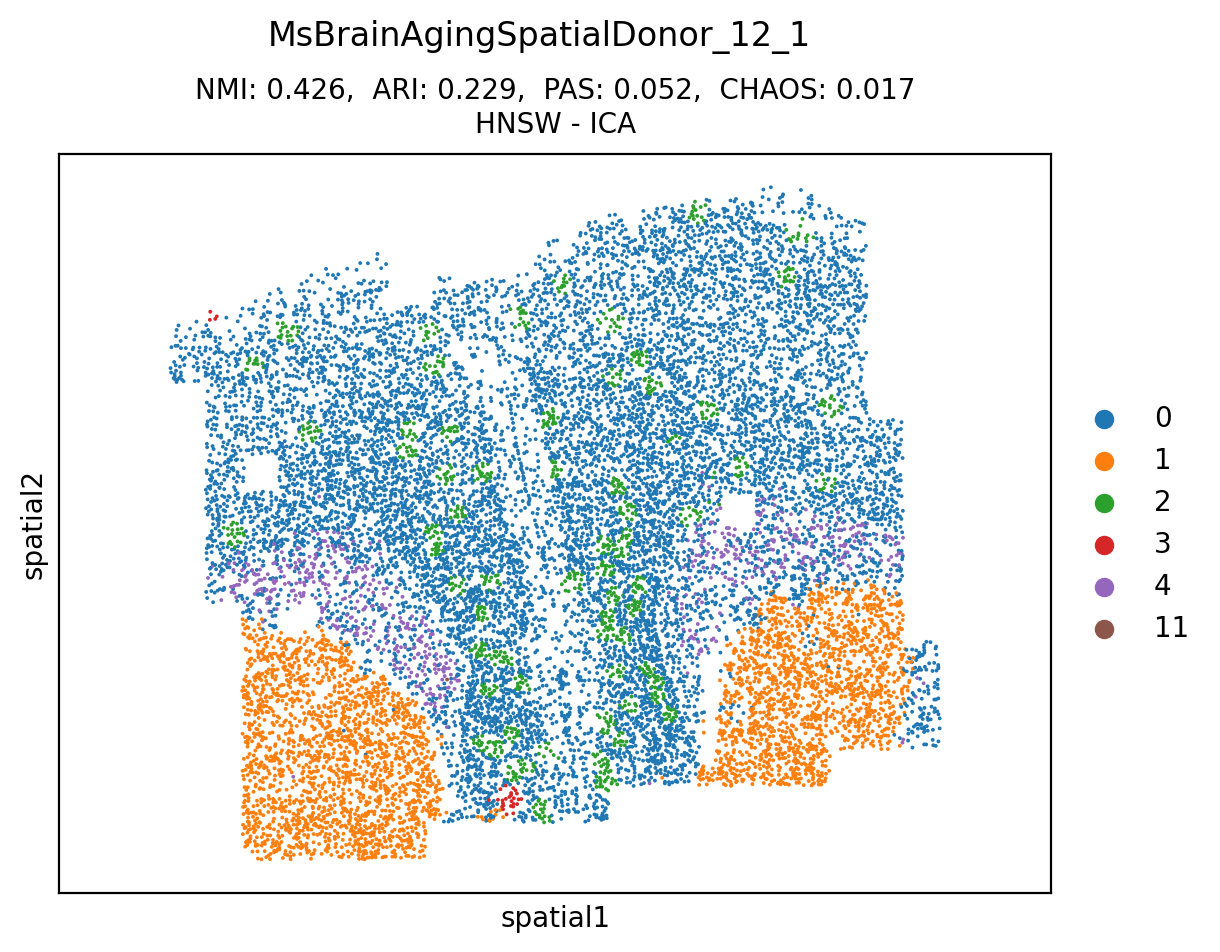 MsBrainAgingSpatialDonor_12_1
NMI: 0.426,  ARI: 0.229,  PAS: 0.052,  CHAOS: 0.017
HNSW - ICA
spatial2
0
1
2
3
4
11
spatial1